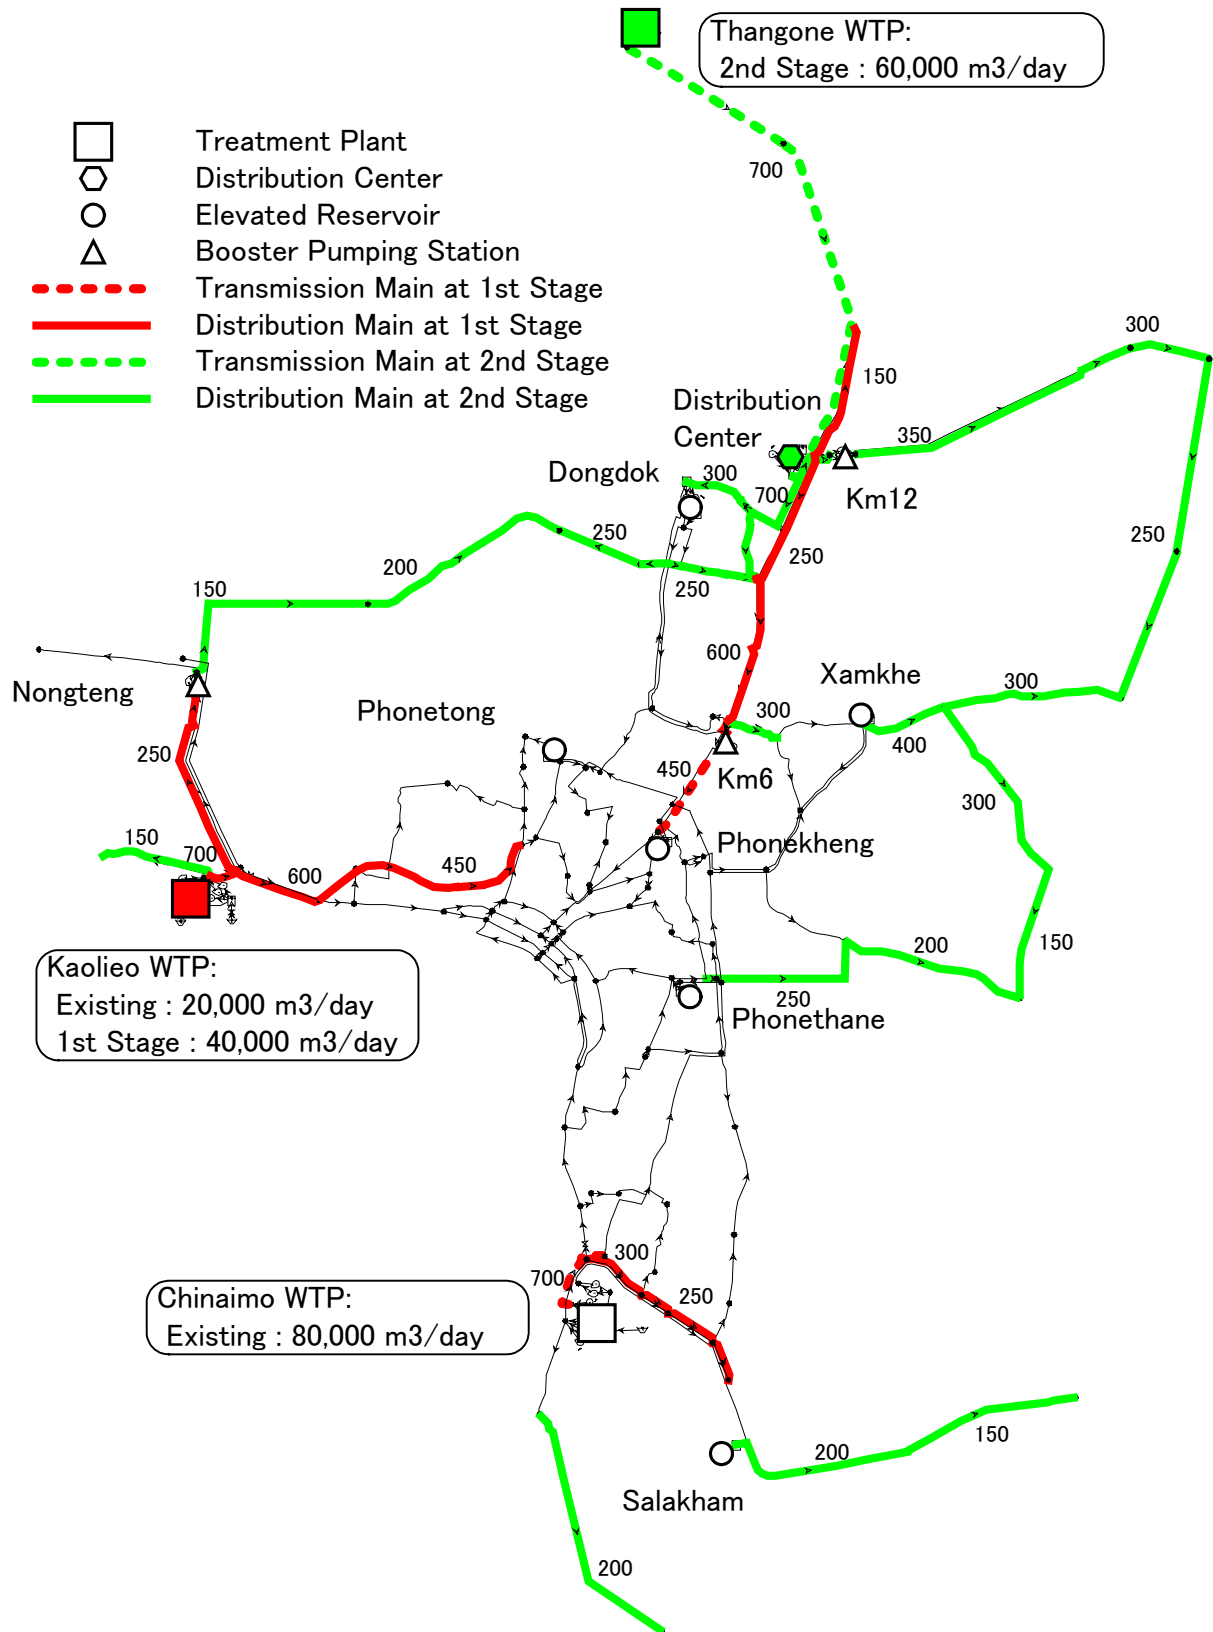 Thangone WTP:
2nd Stage : 60,000 m3/day
Treatment Plant
Distribution Center
Elevated Reservoir
Booster Pumping Station
Transmission Main at 1st Stage
Distribution Main at 1st Stage
Transmission Main at 2nd Stage
Distribution Main at 2nd Stage
700
300
150
Distribution
Center
350
Dongdok
300
700
Km12
250
250
250
200
250
150
600
Xamkhe
Nongteng
300
Phonetong
300
400
250
450
Km6
300
150
700
Phonekheng
450
600
200
150
Kaolieo WTP:
Existing : 20,000 m3/day
1st Stage : 40,000 m3/day
250
Phonethane
300
700
250
Chinaimo WTP:
Existing : 80,000 m3/day
150
200
Salakham
200